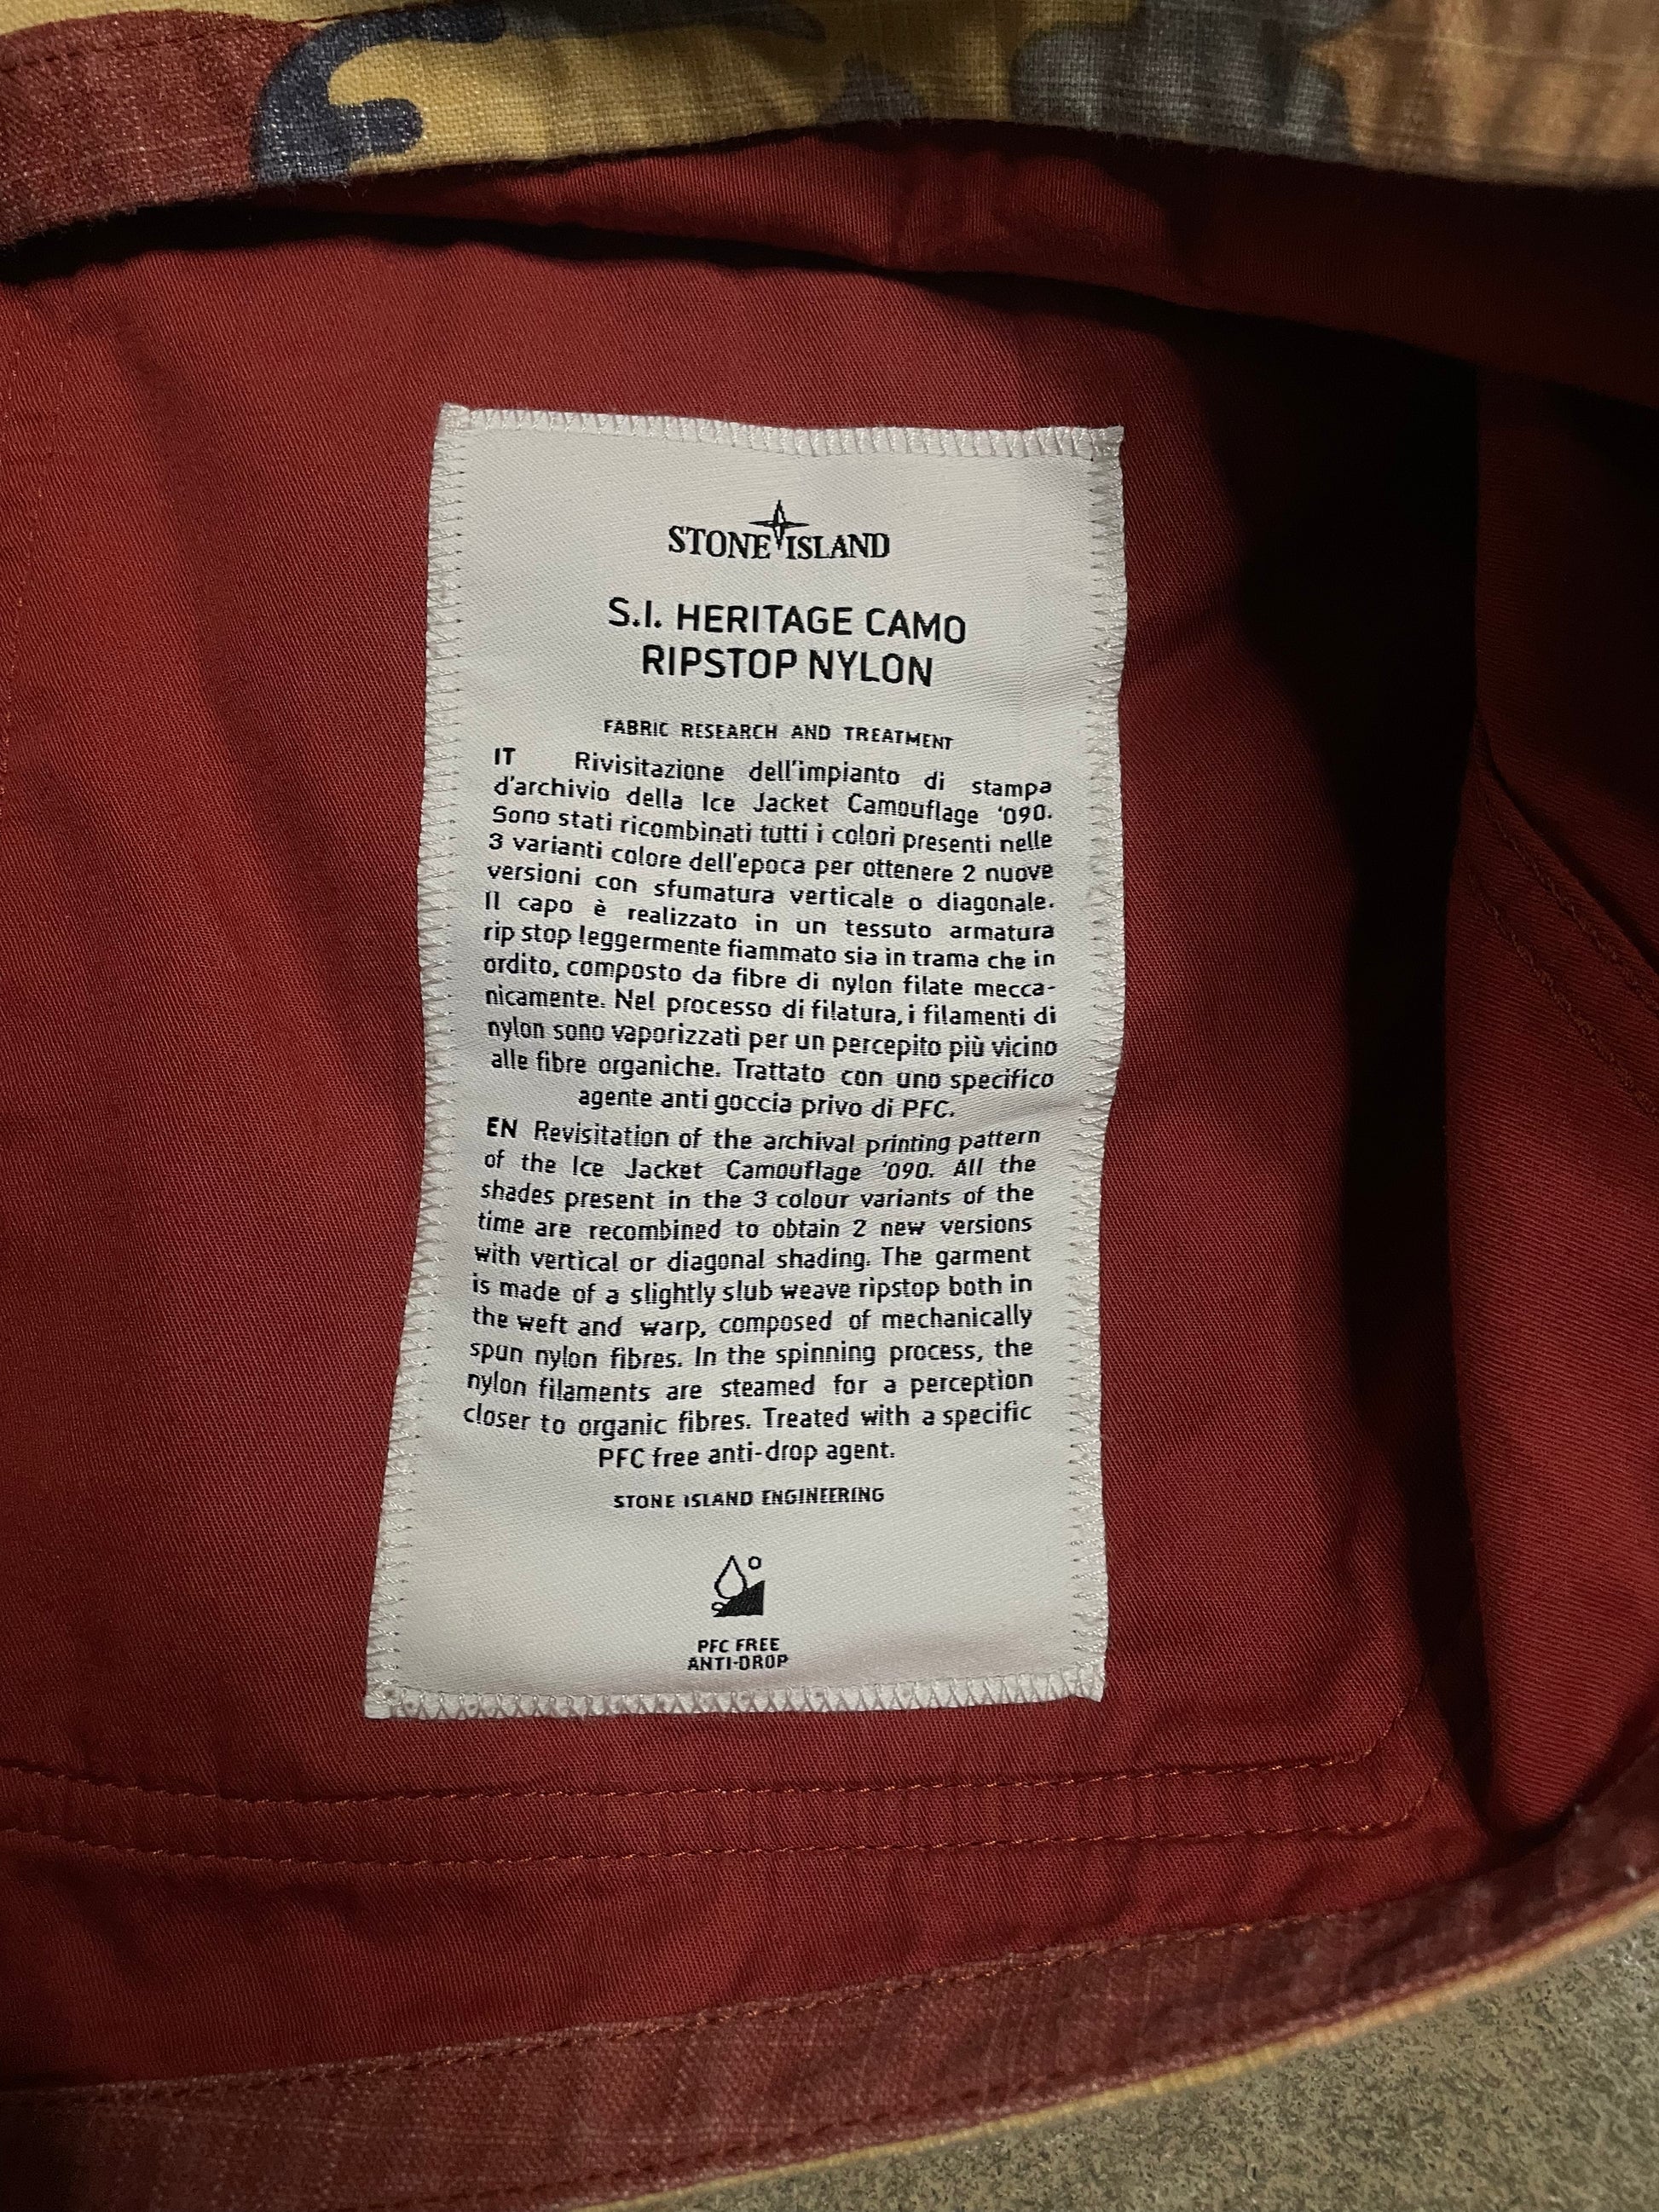 STONE ISLAND
S.I. HERITAGE CAMO
RIPSTOP NYLON
FABRIC RESEARCH AND TREATMENT
IT Rivisitazione dell'impianto di stampa
d'archivio della Ice Jacket Camouflage '090.
Sono stati ricombinati tutti i colori presenti nelle
3 varianti colore dell'epoca per ottenere 2 nuove
versioni con sfumatura verticale o diagonale.
Il capo è realizzato in un tessuto armatura
rip stop leggermente fiammato sia in trama che in
ordito, composto da fibre di nylon filate mecca-
nicamente. Nel processo di filatura, i filamenti di
nylon sono vaporizzati per un percepito più vicino
alle fibre organiche. Trattato con uno specifico
agente anti goccia privo di PFC.
EN Revisitation of the archival printing pattern
of the Ice Jacket Camouflage '090. All the
shades present in the 3 colour variants of the
time are recombined to obtain 2 new versions
with vertical or diagonal shading. The garment
is made of a slightly slub weave ripstop both in
the weft and warp, composed of mechanically
spun nylon fibres. In the spinning process, the
nylon filaments are steamed for a perception
closer to organic fibres. Treated with a specific
PFC free anti-drop agent.
STONE ISLAND ENGINEERING
PFC FREE
ANTI-DROP